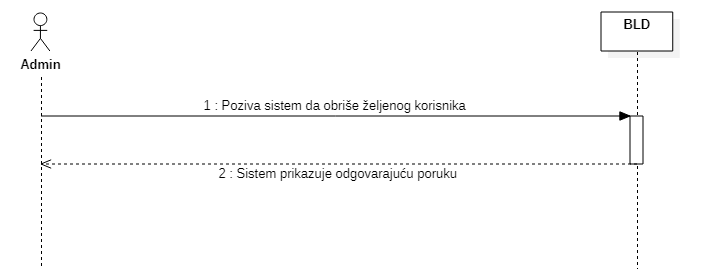 BLD
Admin
1 : Poziva sistem da obriše željenog korisnika
2 : Sistem prikazuje odgovarajuću poruku